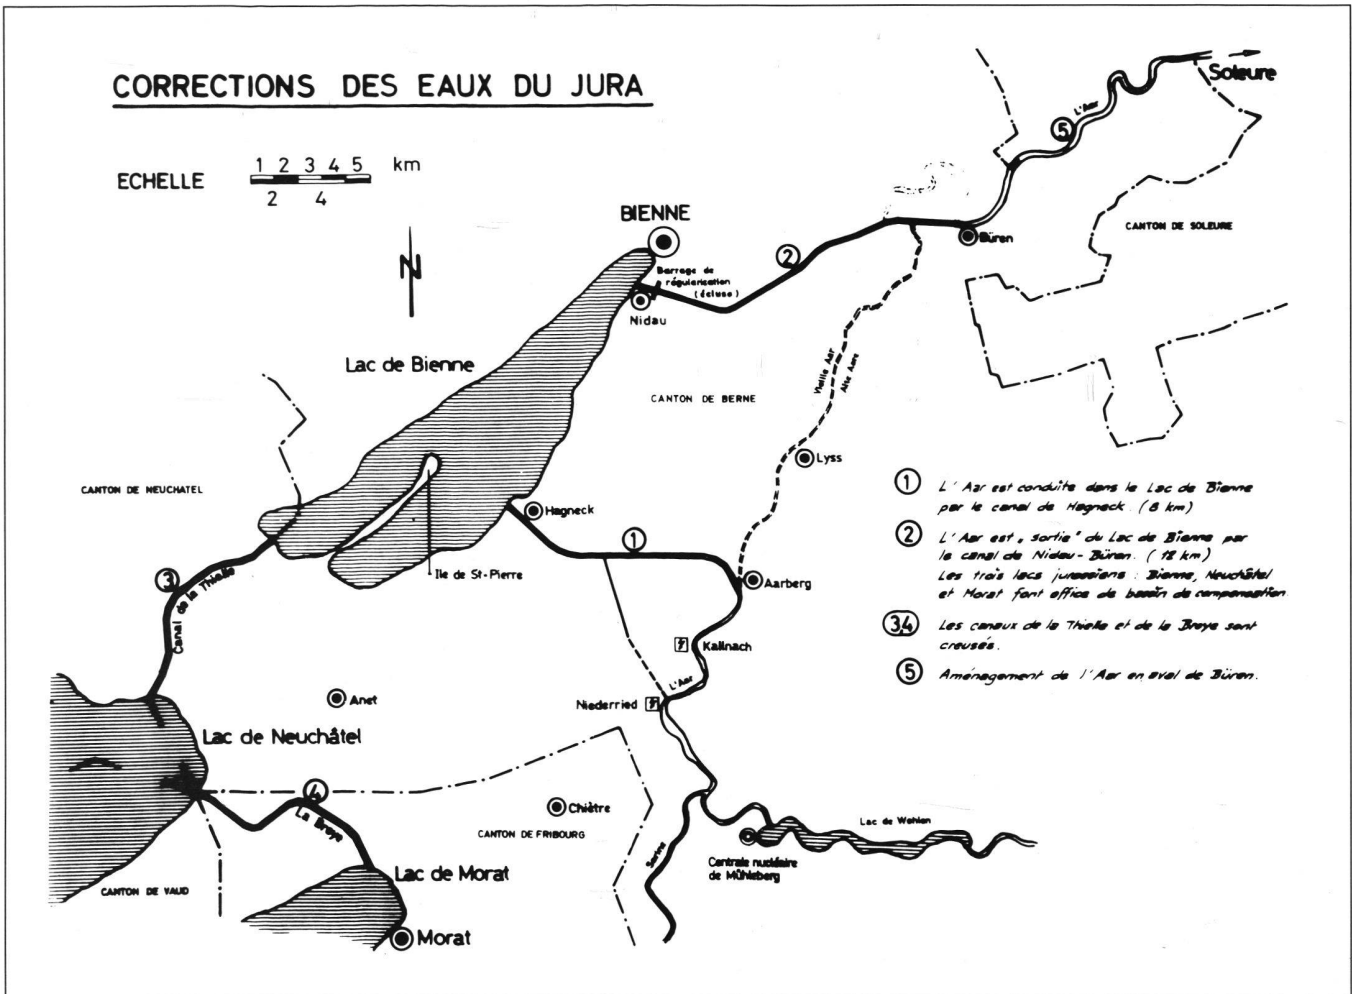 CORRECTIONS DES EAUX DU JURA
ECHELLE
1 2 3 4 5 km
2 4
N
Soleure
L'Aar
5
BIENNE
2
Büren
CANTON DE SOLEURE
Barrage de
régularisation
(écluse)
Nidau
Lac de Bienne
Vieille Aar
Alte Aare
CANTON DE BERNE
Lyss
CANTON DE NEUCHATEL
Hagneck
1
Ile de St-Pierre
Aarberg
3
Canal de la Thielle
Kallnach
L'Aar
Niederried
Anet
Lac de Neuchâtel
4
La Broye
Chiètre
CANTON DE FRIBOURG
Lac de Wohlen
Sarine
Centrale nucléaire
de Mühleberg
CANTON DE VAUD
Lac de Morat
Morat
1 L'Aar est conduite dans le Lac de Bienne
par le canal de Hagneck. (8 km)
2 L'Aar est „sortie" du Lac de Bienne par
le canal de Nidau-Büren. (12 km)
Les trois lacs jurassiens : Bienne, Neuchâtel
et Morat font office de bassin de compensation
3,4 Les canaux de la Thielle et de la Broye sont
creusés.
5 Aménagement de l'Aar en aval de Büren.